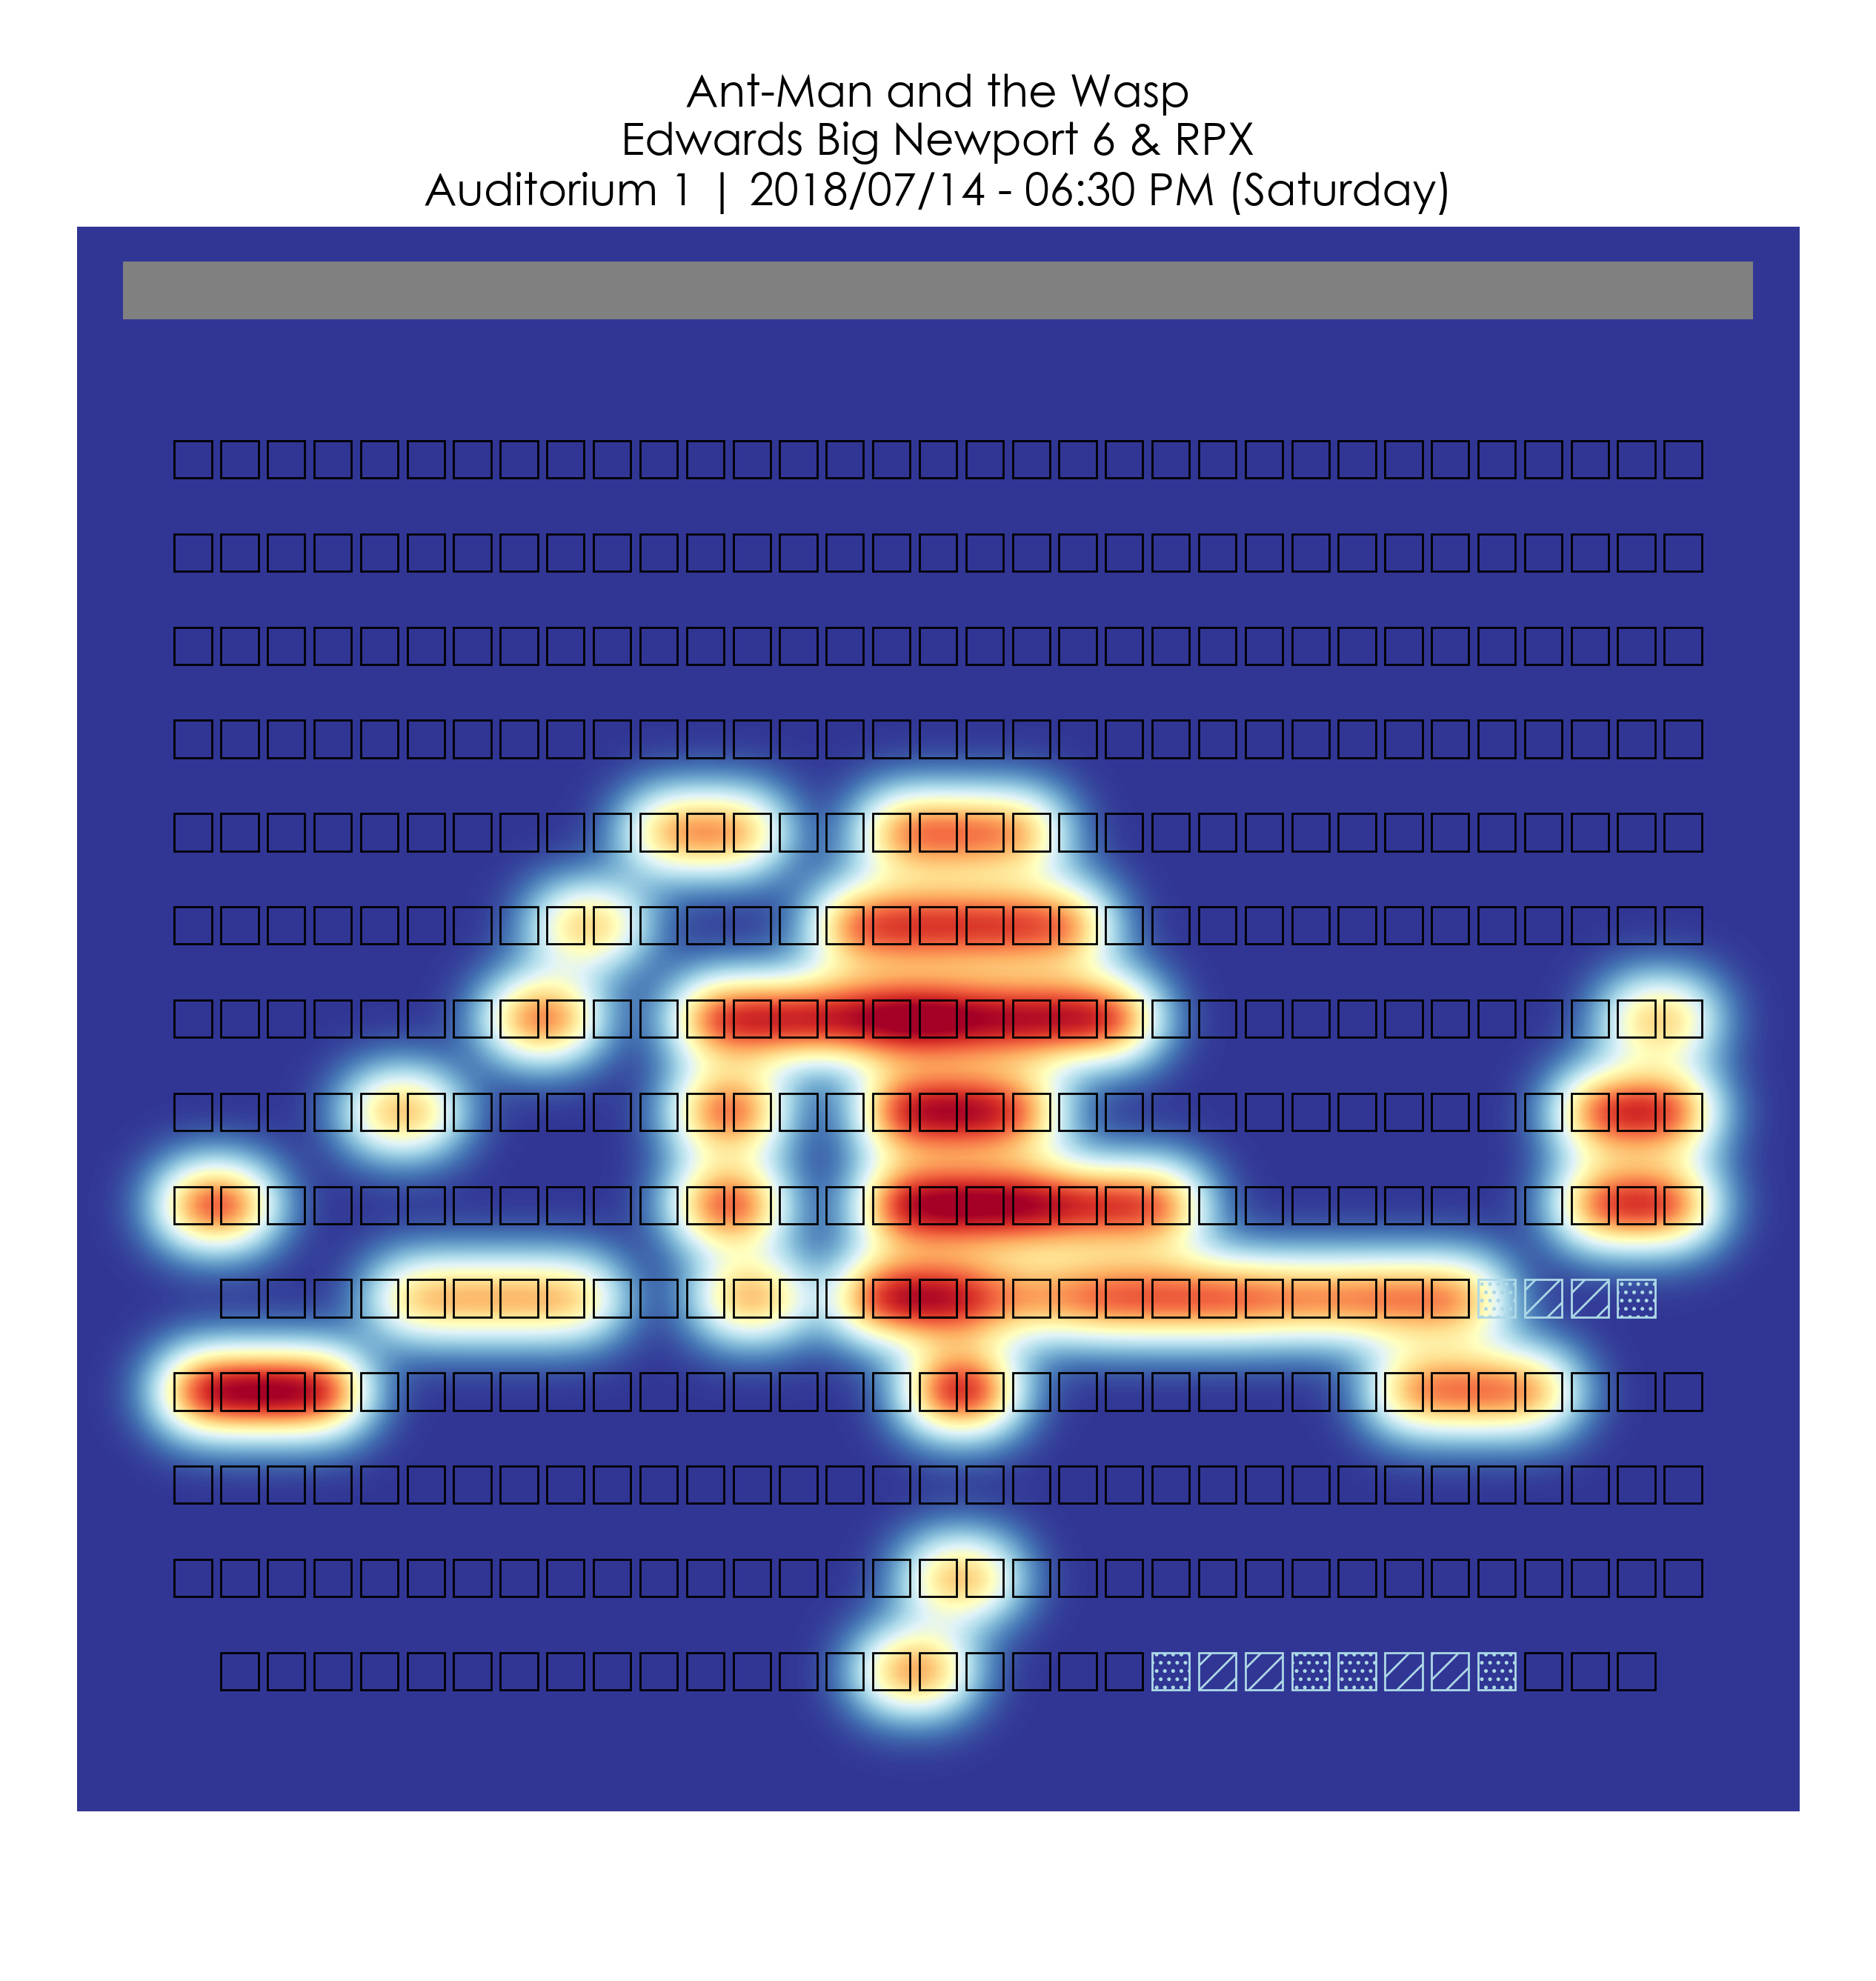 Ant-Man and the Wasp
Edwards Big Newport 6 & RPX
Auditorium 1 | 2018/07/14 - 06:30 PM (Saturday)